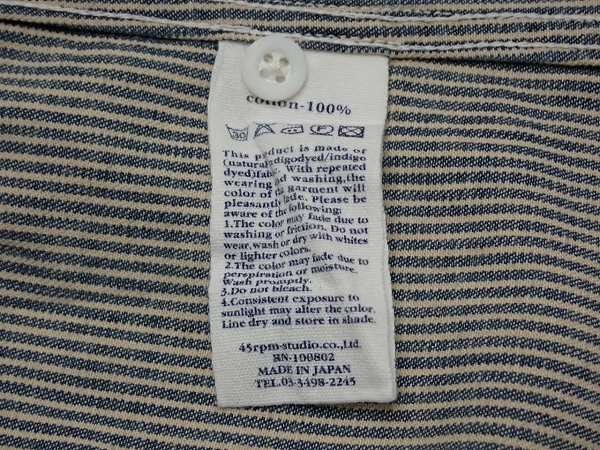 cotton-100%
30
This product is made of
(natural indigodyed/indigo
dyed)fabric. With repeated
wearing and washing,the
color of the garment will
pleasantly fade. Please be
aware of the following:
1.The color may fade due to
washing or friction. Do not
wear, wash or dry with whites
or lighter colors.
2.The color may fade due to
perspiration or moisture.
Wash promptly.
3.Do not bleach.
4.Consistent exposure to
sunlight may alter the color.
Line dry and store in shade.
45rpm-studio.co.,Ltd.
RN-100802
MADE IN JAPAN
TEL.03-3498-2245